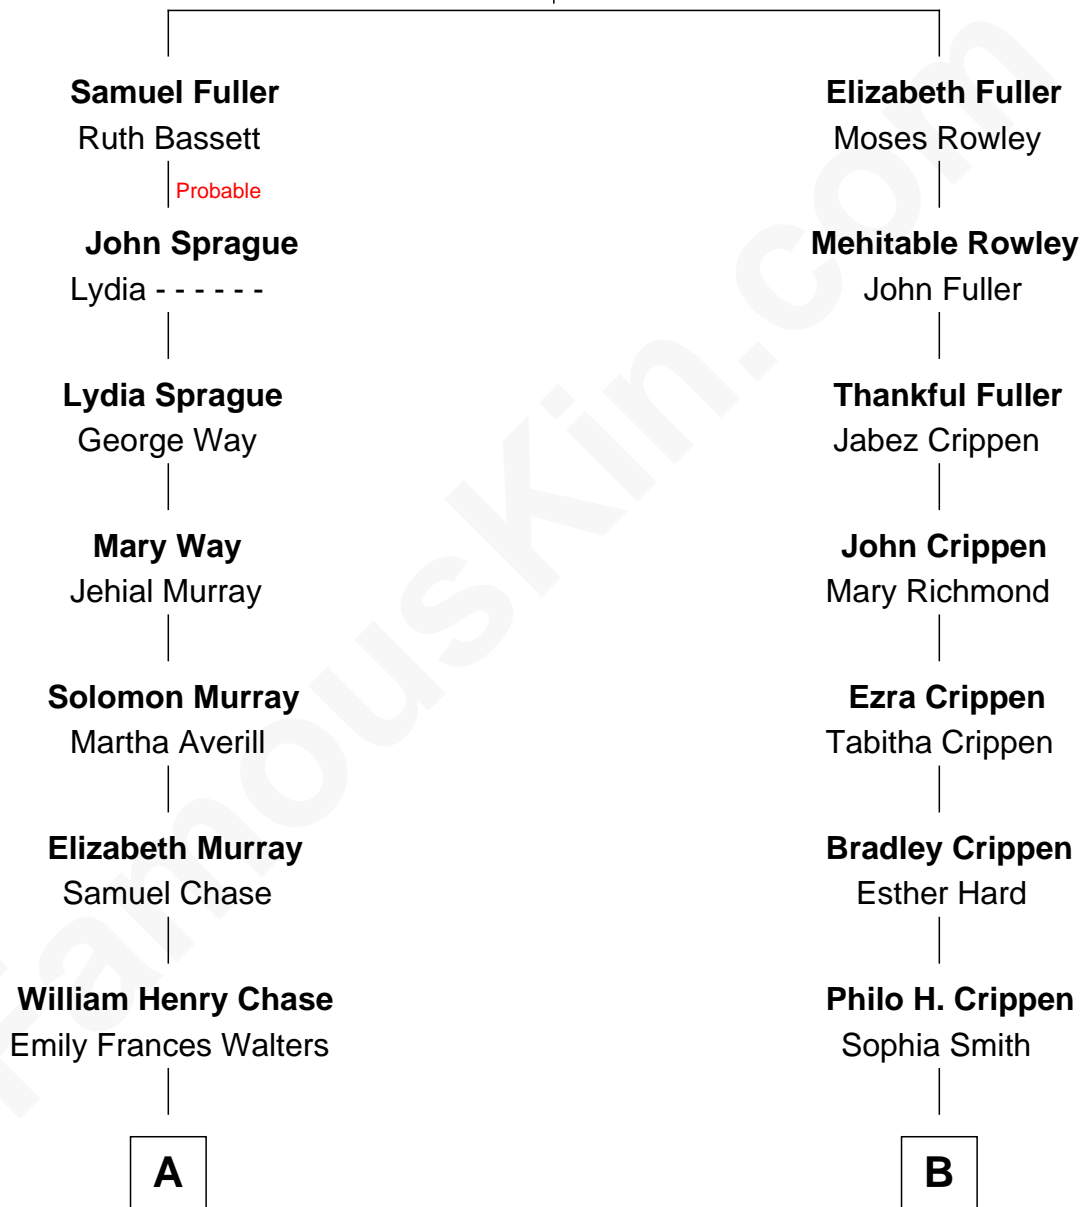 Samuel Fuller
Ruth Bassett
Probable
John Sprague
Lydia - - - - - -
Lydia Sprague
George Way
Mary Way
Jehial Murray
Solomon Murray
Martha Averill
Elizabeth Murray
Samuel Chase
William Henry Chase
Emily Frances Walters
A
Elizabeth Fuller
Moses Rowley
Mehitable Rowley
John Fuller
Thankful Fuller
Jabez Crippen
John Crippen
Mary Richmond
Ezra Crippen
Tabitha Crippen
Bradley Crippen
Esther Hard
Philo H. Crippen
Sophia Smith
B
FamousKin.com